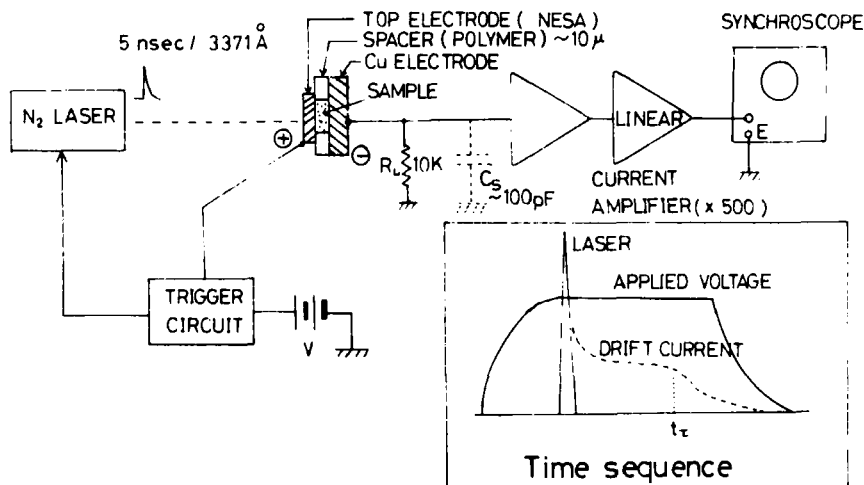 TOP ELECTRODE (NESA)
SPACER (POLYMER) ~10μ
Cu ELECTRODE
SAMPLE
SYNCHROSCOPE
5 nsec / 3371Å
N₂ LASER
⊕
⊖
R_L 10K
C_S
~100pF
LINEAR
E
CURRENT
AMPLIFIER (× 500)
TRIGGER
CIRCUIT
V
LASER
APPLIED VOLTAGE
DRIFT CURRENT
t_τ
Time sequence